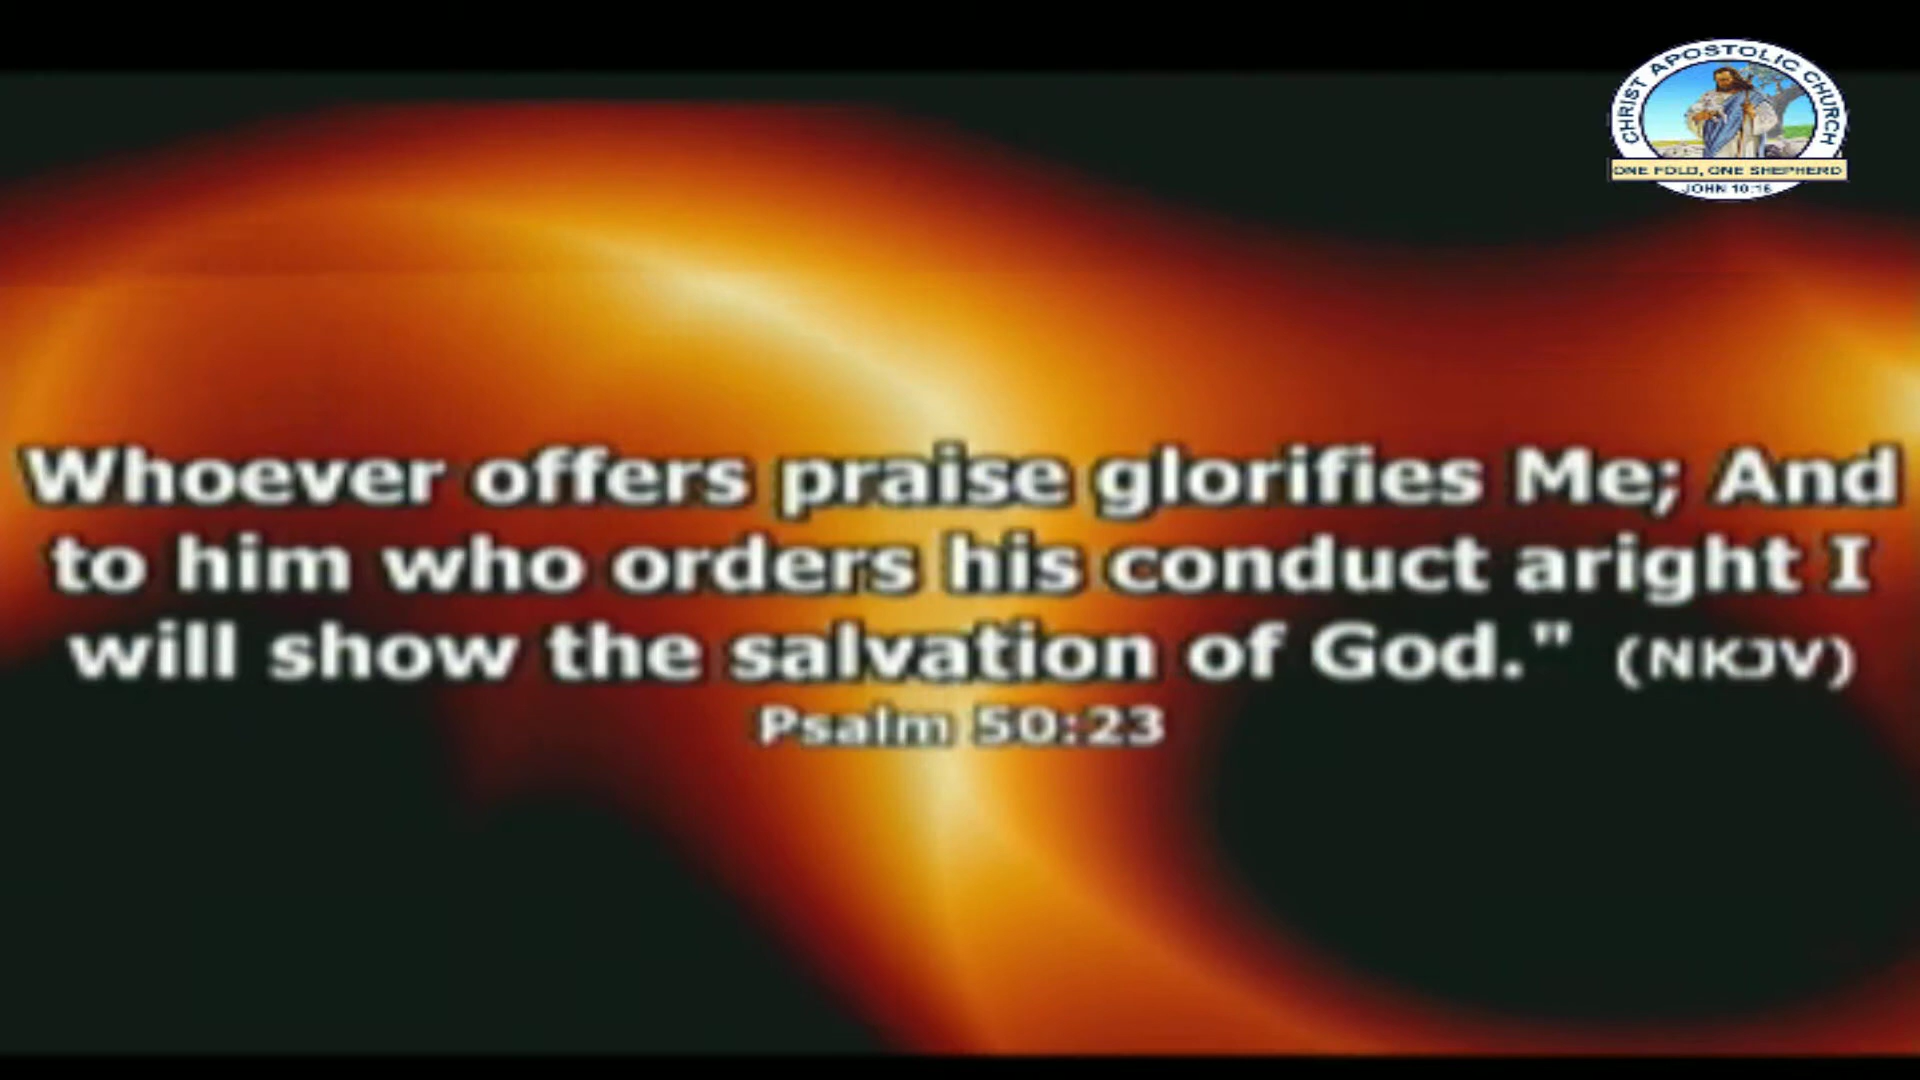 CHRIST APOSTOLIC CHURCH
ONE FOLD, ONE SHEPHERD
JOHN 10:16
Whoever offers praise glorifies Me; And
to him who orders his conduct aright I
will show the salvation of God." (NKJV)
Psalm 50:23